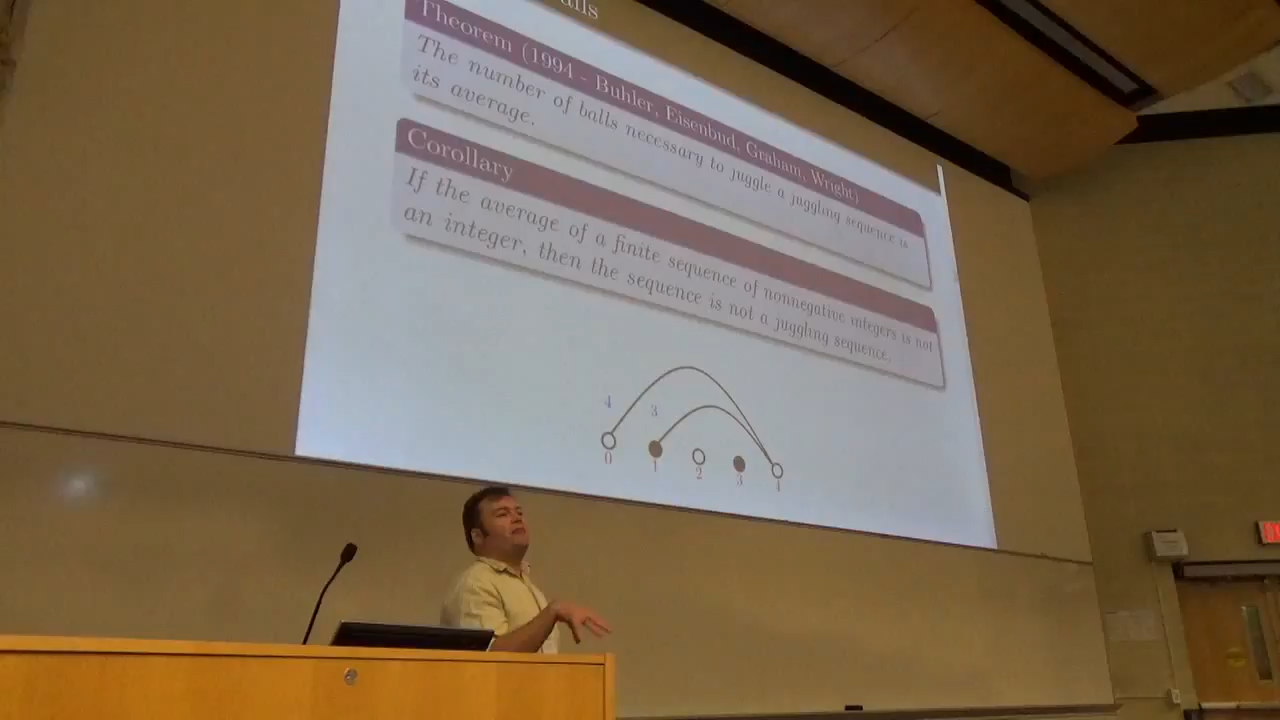 alls
Theorem (1994 - Buhler, Eisenbud, Graham, Wright)
The number of balls necessary to juggle a juggling sequence is
its average.
Corollary
If the average of a finite sequence of nonnegative integers is not
an integer, then the sequence is not a juggling sequence.
4 3
0 1 2 3 4